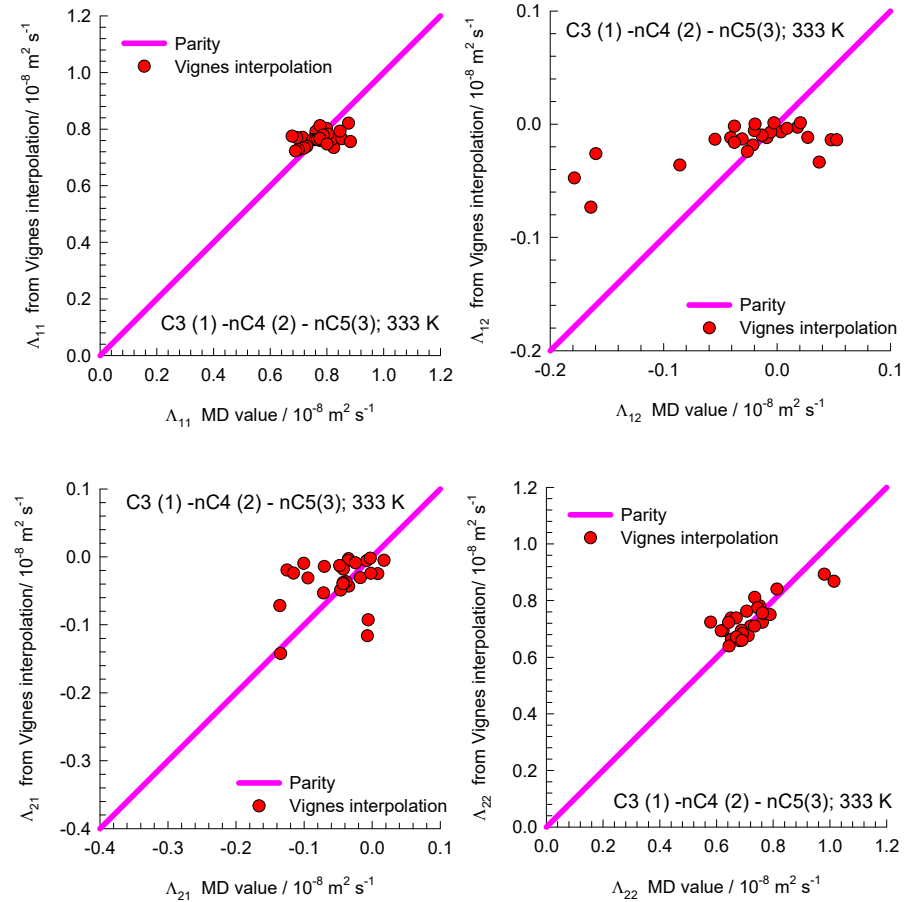 Λ11 from Vignes interpolation/ 10-8 m2 s-1
1.2
1.0
0.8
0.6
0.4
0.2
0.0
Parity
Vignes interpolation
C3 (1) -nC4 (2) - nC5(3); 333 K
0.0 0.2 0.4 0.6 0.8 1.0 1.2
Λ11 MD value / 10-8 m2 s-1
Λ12 from Vignes interpolation/ 10-8 m2 s-1
0.1
0.0
-0.1
-0.2
C3 (1) -nC4 (2) - nC5(3); 333 K
Parity
Vignes interpolation
-0.2 -0.1 0.0 0.1
Λ12 MD value / 10-8 m2 s-1
Λ21 from Vignes interpolation/ 10-8 m2 s-1
0.1
0.0
-0.1
-0.2
-0.3
-0.4
C3 (1) -nC4 (2) - nC5(3); 333 K
Parity
Vignes interpolation
-0.4 -0.3 -0.2 -0.1 0.0 0.1
Λ21 MD value / 10-8 m2 s-1
Λ22 from Vignes interpolation/ 10-8 m2 s-1
1.2
1.0
0.8
0.6
0.4
0.2
0.0
Parity
Vignes interpolation
C3 (1) -nC4 (2) - nC5(3); 333 K
0.0 0.2 0.4 0.6 0.8 1.0 1.2
Λ22 MD value / 10-8 m2 s-1